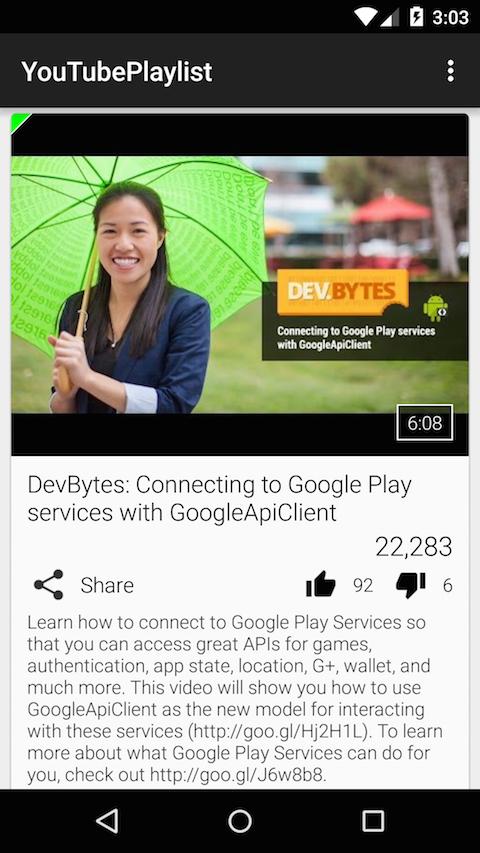 3:03
YouTubePlaylist
DEV.BYTES
Connecting to Google Play services
with GoogleApiClient
6:08
DevBytes: Connecting to Google Play
services with GoogleApiClient
22,283
Share 92 6
Learn how to connect to Google Play Services so
that you can access great APIs for games,
authentication, app state, location, G+, wallet, and
much more. This video will show you how to use
GoogleApiClient as the new model for interacting
with these services (http://goo.gl/Hj2H1L). To learn
more about what Google Play Services can do for
you, check out http://goo.gl/J6w8b8.